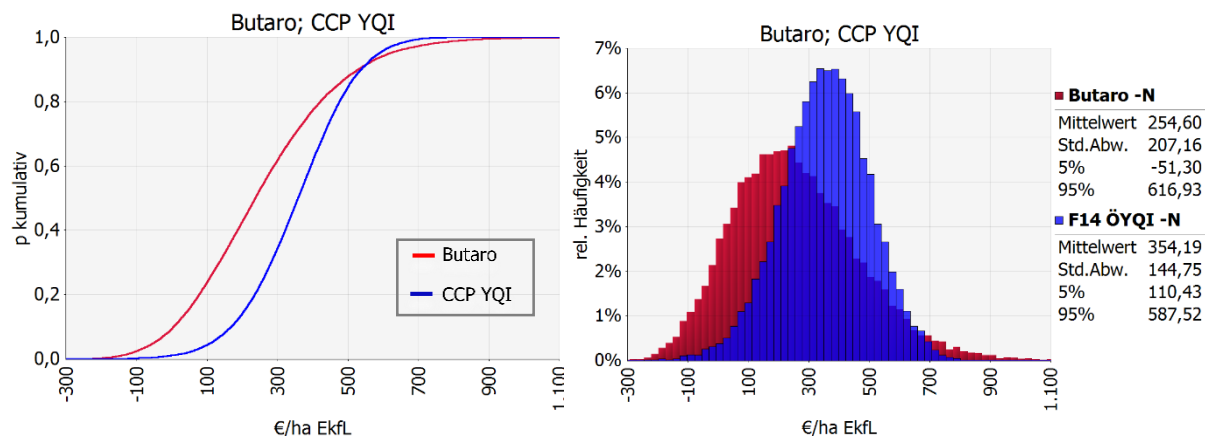 Butaro; CCP YQI
1,0
0,8
0,6
0,4
0,2
0,0
p kumulativ
Butaro
CCP YQI
-300
-100
100
300
500
700
900
€/ha EkfL
Butaro; CCP YQI
7%
6%
5%
4%
3%
2%
1%
0%
rel. Häufigkeit
-300
-100
100
300
500
700
900
1.100
€/ha EkfL
Butaro -N
Mittelwert 254,60
Std.Abw. 207,16
5% -51,30
95% 616,93
F14 ÖYQI -N
Mittelwert 354,19
Std.Abw. 144,75
5% 110,43
95% 587,52